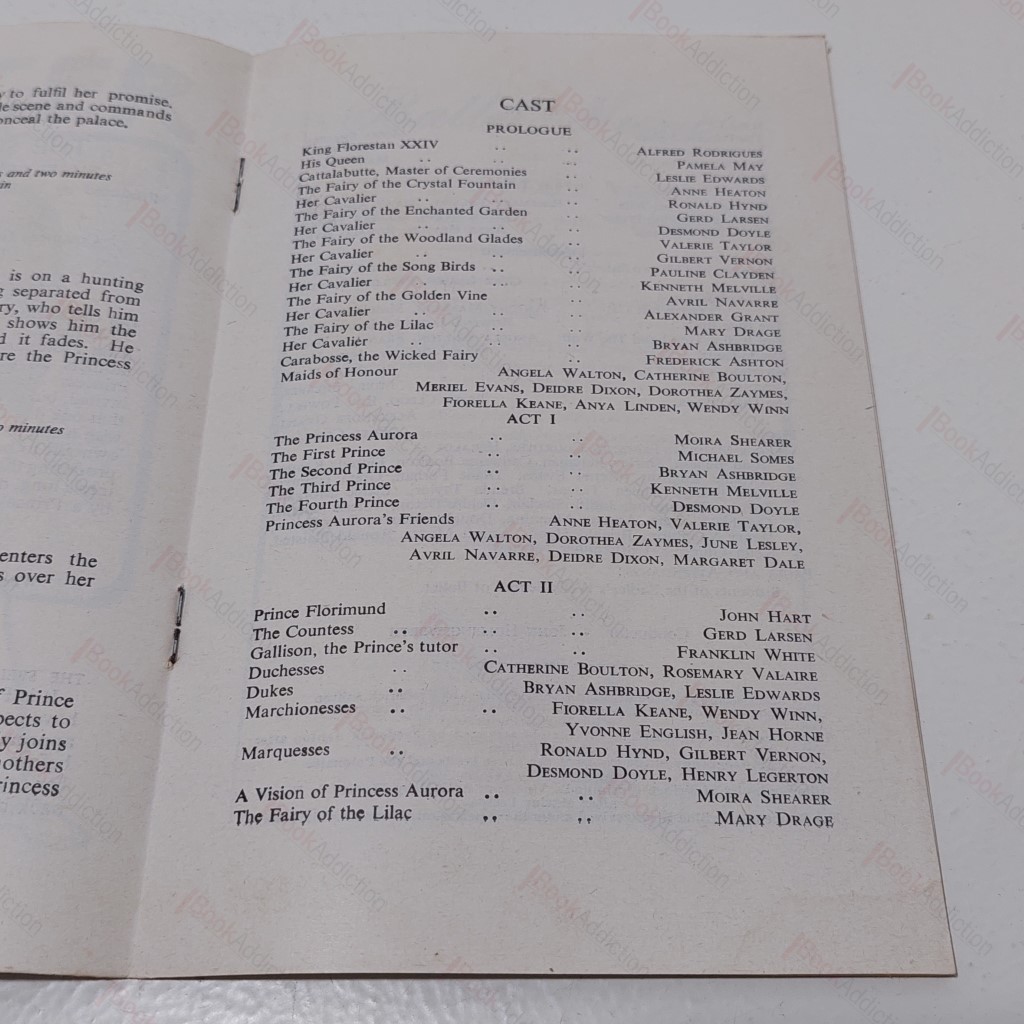 to fulfil her promise.
scene and commands
conceal the palace.
and two minutes
is on a hunting
separated from
who tells him
shows him the
it fades. He
the Princess
minutes
enters the
over her
Prince
to
joins
CAST
PROLOGUE
King Florestan XXIV .. .. ALFRED RODRIGUES
His Queen .. .. .. PAMELA MAY
Cattalabutte, Master of Ceremonies .. LESLIE EDWARDS
The Fairy of the Crystal Fountain .. ANNE HEATON
Her Cavalier .. .. .. RONALD HYND
The Fairy of the Enchanted Garden .. GERD LARSEN
Her Cavalier .. .. .. DESMOND DOYLE
The Fairy of the Woodland Glades .. VALERIE TAYLOR
Her Cavalier .. .. .. GILBERT VERNON
The Fairy of the Song Birds .. .. PAULINE CLAYDEN
Her Cavalier .. .. .. KENNETH MELVILLE
The Fairy of the Golden Vine .. AVRIL NAVARRE
Her Cavalier .. .. .. ALEXANDER GRANT
The Fairy of the Lilac .. .. MARY DRAGE
Her Cavalier .. .. .. BRYAN ASHBRIDGE
Carabosse, the Wicked Fairy .. FREDERICK ASHTON
Maids of Honour ANGELA WALTON, CATHERINE BOULTON,
MERIEL EVANS, DEIDRE DIXON, DOROTHEA ZAYMES,
FIORELLA KEANE, ANYA LINDEN, WENDY WINN
ACT I
The Princess Aurora .. .. MOIRA SHEARER
The First Prince .. .. MICHAEL SOMES
The Second Prince .. .. BRYAN ASHBRIDGE
The Third Prince .. .. KENNETH MELVILLE
The Fourth Prince .. .. DESMOND DOYLE
Princess Aurora's Friends ANNE HEATON, VALERIE TAYLOR,
ANGELA WALTON, DOROTHEA ZAYMES, JUNE LESLEY,
AVRIL NAVARRE, DEIDRE DIXON, MARGARET DALE
ACT II
Prince Florimund .. .. JOHN HART
The Countess .. .. .. GERD LARSEN
Gallison, the Prince's tutor .. .. FRANKLIN WHITE
Duchesses .. CATHERINE BOULTON, ROSEMARY VALAIRE
Dukes .. BRYAN ASHBRIDGE, LESLIE EDWARDS
Marchionesses .. .. FIORELLA KEANE, WENDY WINN,
YVONNE ENGLISH, JEAN HORNE
Marquesses .. RONALD HYND, GILBERT VERNON,
DESMOND DOYLE, HENRY LEGERTON
A Vision of Princess Aurora .. .. MOIRA SHEARER
The Fairy of the Lilac .. .. MARY DRAGE
BookAddiction